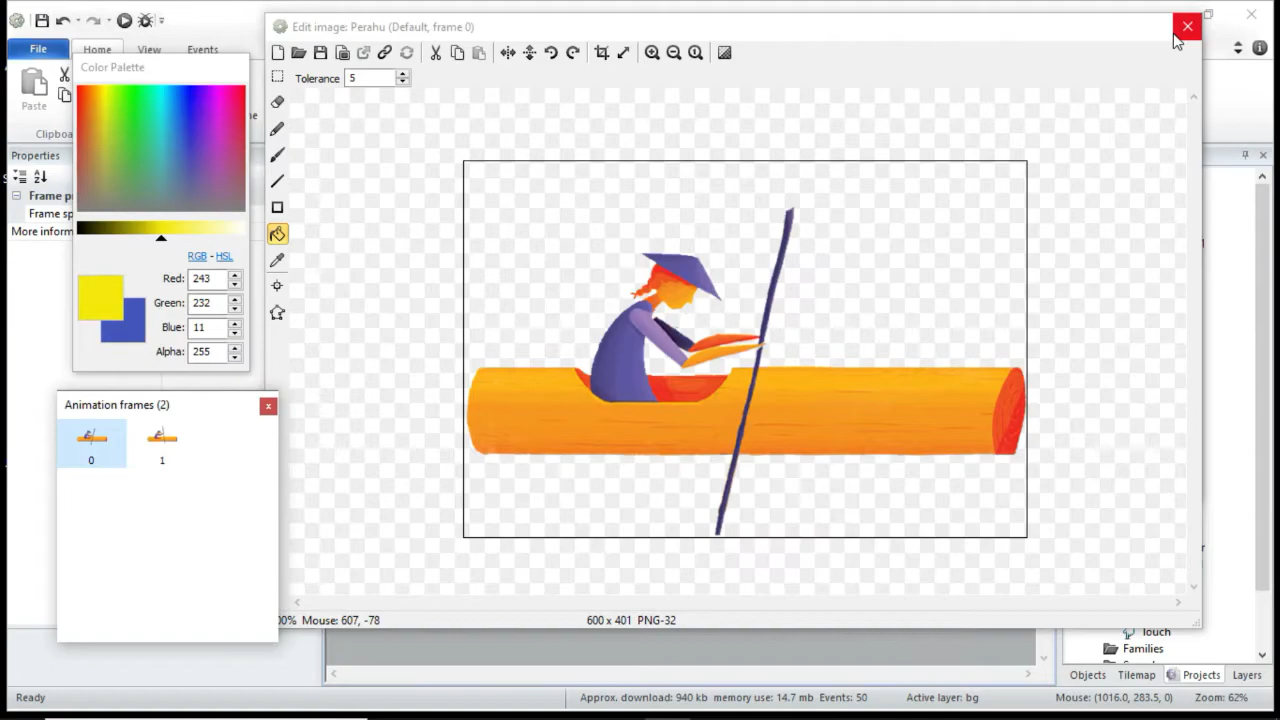 Edit image: Perahu (Default, frame 0)
File
Home
View
Events
Color Palette
Tolerance
5
Paste
Clipboa
Properties
Frame p
Frame sp
More inform
RGB - HSL
Red: 243
Green: 232
Blue: 11
Alpha: 255
Animation frames (2)
0
1
00% Mouse: 607, -78
600 x 401 PNG-32
Touch
Families
Objects
Tilemap
Projects
Layers
Ready
Approx. download: 940 kb
memory use: 14.7 mb
Events: 50
Active layer: bg
Mouse: (1016.0, 283.5, 0)
Zoom: 62%